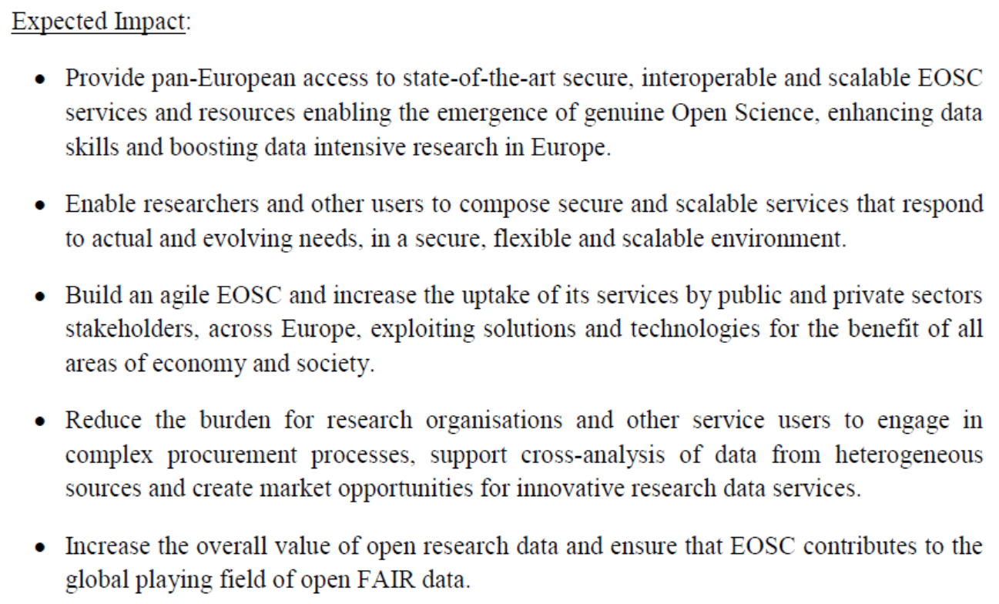 Expected Impact:
• Provide pan-European access to state-of-the-art secure, interoperable and scalable EOSC
services and resources enabling the emergence of genuine Open Science, enhancing data
skills and boosting data intensive research in Europe.
• Enable researchers and other users to compose secure and scalable services that respond
to actual and evolving needs, in a secure, flexible and scalable environment.
• Build an agile EOSC and increase the uptake of its services by public and private sectors
stakeholders, across Europe, exploiting solutions and technologies for the benefit of all
areas of economy and society.
• Reduce the burden for research organisations and other service users to engage in
complex procurement processes, support cross-analysis of data from heterogeneous
sources and create market opportunities for innovative research data services.
• Increase the overall value of open research data and ensure that EOSC contributes to the
global playing field of open FAIR data.